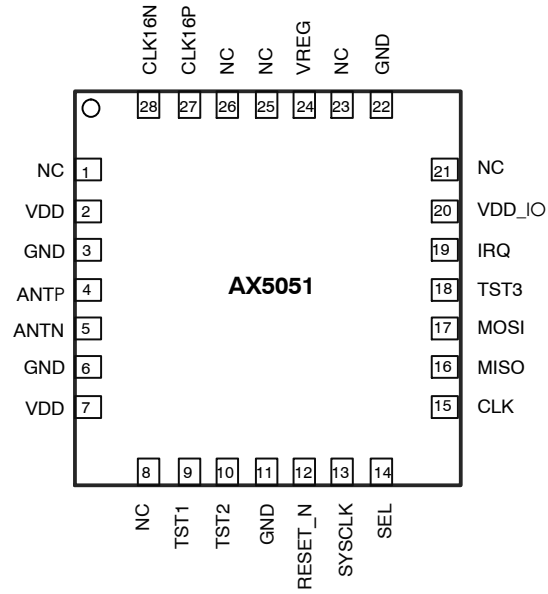 CLK16N
CLK16P
NC
NC
VREG
NC
GND
28
27
26
25
24
23
22
NC 1
VDD 2
GND 3
ANTP 4
ANTN 5
GND 6
VDD 7
AX5051
21 NC
20 VDD_IO
19 IRQ
18 TST3
17 MOSI
16 MISO
15 CLK
8
9
10
11
12
13
14
NC
TST1
TST2
GND
RESET_N
SYSCLK
SEL